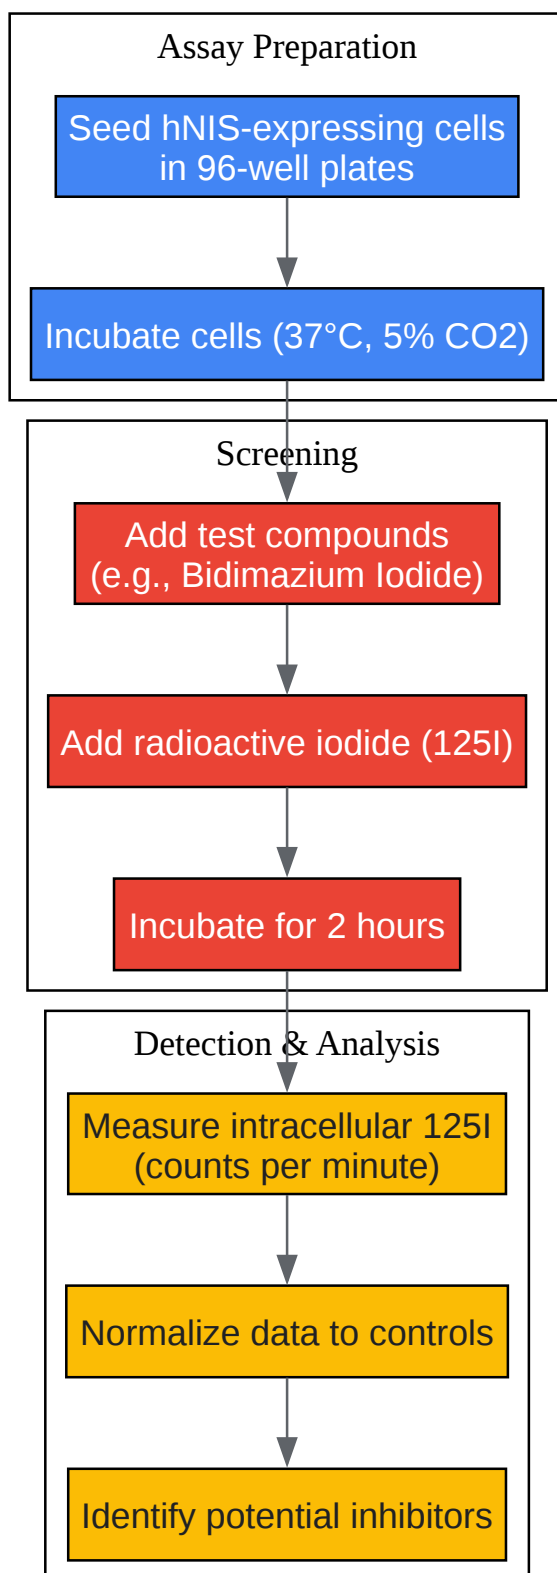 Assay Preparation
Seed hNIS-expressing cells
in 96-well plates
Incubate cells (37°C, 5% CO2)
Screening
Add test compounds
(e.g., Bidimazium Iodide)
Add radioactive iodide (125I)
Incubate for 2 hours
Detection & Analysis
Measure intracellular 125I
(counts per minute)
Normalize data to controls
Identify potential inhibitors